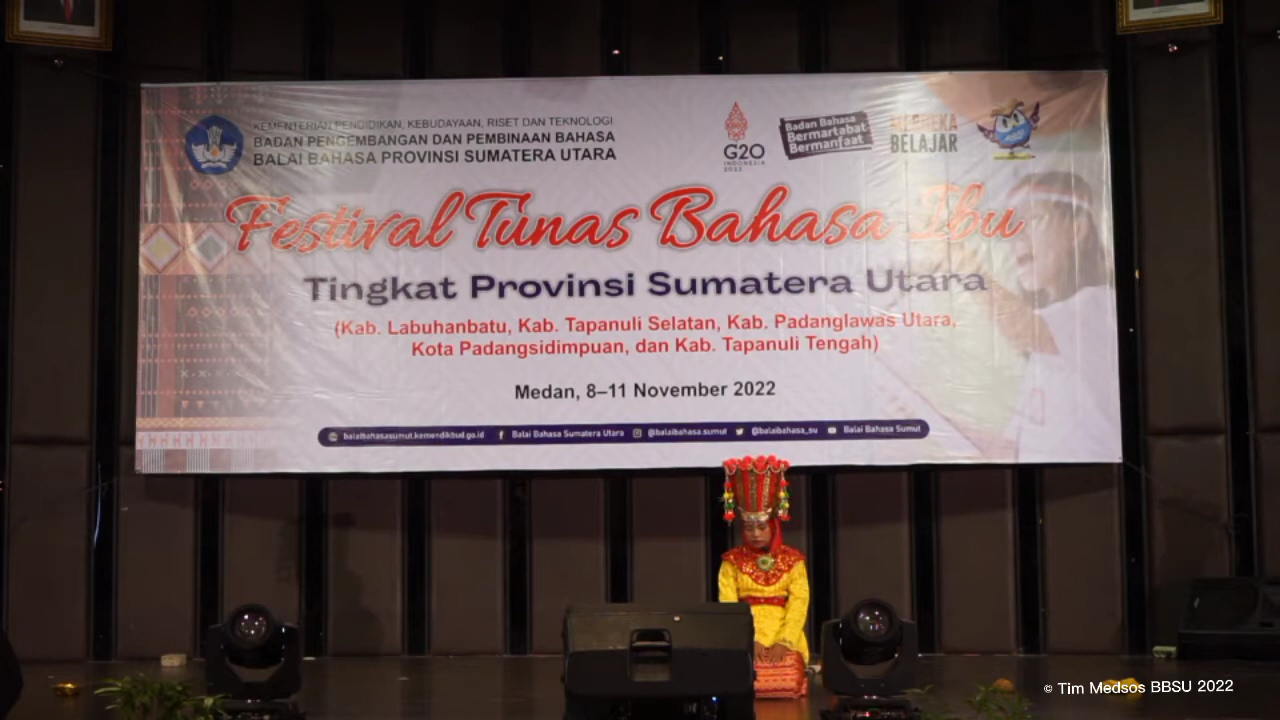 KEMENTERIAN PENDIDIKAN, KEBUDAYAAN, RISET DAN TEKNOLOGI
BADAN PENGEMBANGAN DAN PEMBINAAN BAHASA
BALAI BAHASA PROVINSI SUMATERA UTARA
G20
INDONESIA
2022
Badan Bahasa
Bermartabat
Bermanfaat
MERDEKA
BELAJAR
Festival Tunas Bahasa Ibu
Tingkat Provinsi Sumatera Utara
(Kab. Labuhanbatu, Kab. Tapanuli Selatan, Kab. Padanglawas Utara,
Kota Padangsidimpuan, dan Kab. Tapanuli Tengah)
Medan, 8–11 November 2022
balaibahasasumut.kemendikbud.go.id Balai Bahasa Sumatera Utara @balaibahasa.sumut @balaibahasa_su Balai Bahasa Sumut
© Tim Medsos BBSU 2022